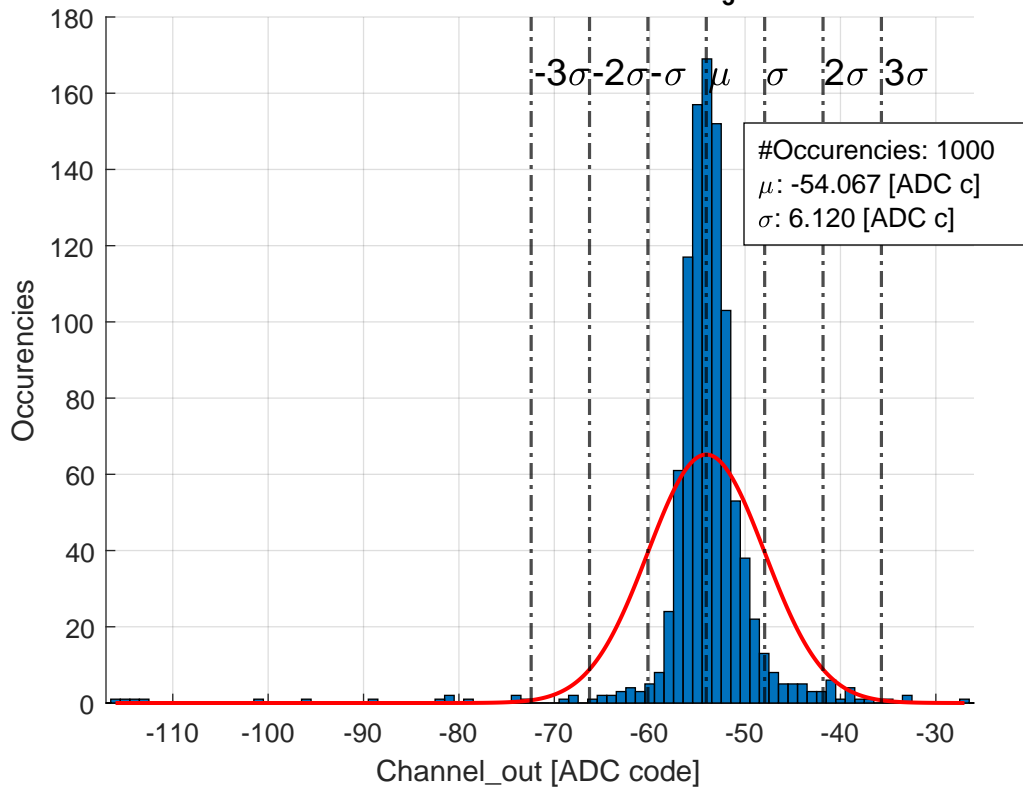 180
160
140
120
100
80
60
40
20
0
Occurencies
-3σ -2σ -σ μ σ 2σ 3σ
#Occurencies: 1000
μ: -54.067 [ADC c]
σ: 6.120 [ADC c]
-110 -100 -90 -80 -70 -60 -50 -40 -30
Channel_out [ADC code]